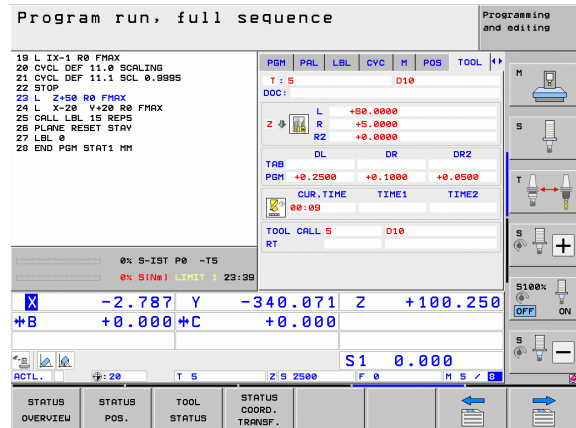 Program run, full sequence
Programming
and editing
19 L IX-1 R0 FMAX
20 CYCL DEF 11.0 SCALING
21 CYCL DEF 11.1 SCL 0.9995
22 STOP
23 L Z+50 R0 FMAX
24 L X-20 Y+20 R0 FMAX
25 CALL LBL 15 REP5
26 PLANE RESET STAY
27 LBL 0
28 END PGM STAT1 MM
0% S-IST P0 -T5
0% S[Nm] LIMIT 1 23:39
PGM PAL LBL CYC M POS TOOL
T : 5 D10
DOC:
Z L +60.0000
R +5.0000
R2 +0.0000
DL DR DR2
TAB
PGM +0.2500 +0.1000 +0.0500
CUR.TIME TIME1 TIME2
00:09
TOOL CALL 5 D10
RT
X -2.787 Y -340.071 Z +100.250
+B +0.000 +C +0.000
S1 0.000
ACTL. : 20 T 5 Z S 2500 F 0 M 5 / 8
M
S
T
S
+
S100%
OFF ON
S
−
STATUS
OVERVIEW
STATUS
POS.
TOOL
STATUS
STATUS
COORD.
TRANSF.